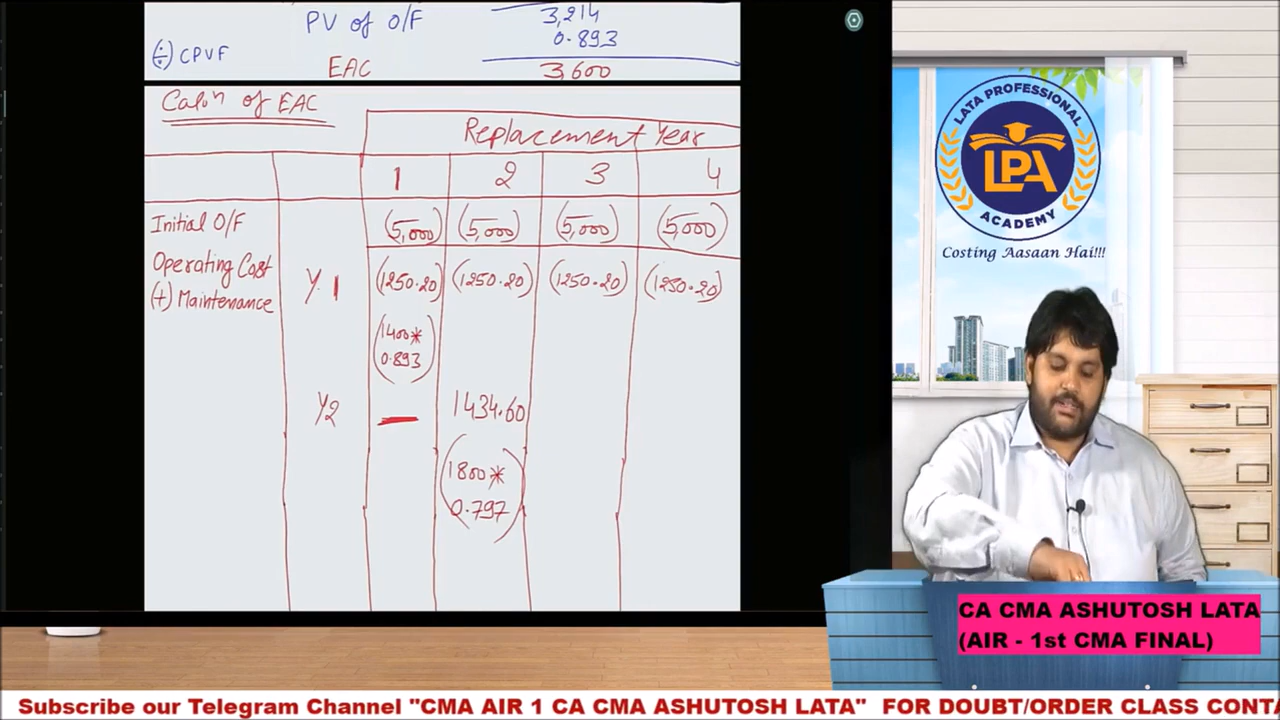 PV of O/F
3,214
0.893
(÷) CPVF
EAC
3,600
Calⁿ of EAC
Replacement Year
1 2 3 4
Initial O/F (5,000) (5,000) (5,000) (5,000)
Operating Cost
(+) Maintenance
Y.1 (1250.20) (1250.20) (1250.20) (1250.20)
(1400*
0.893)
Y2 — 1434.60
(1800*
0.797)
LATA PROFESSIONAL
LPA
ACADEMY
Costing Aasaan Hai!!!
CA CMA ASHUTOSH LATA
(AIR - 1st CMA FINAL)
Subscribe our Telegram Channel "CMA AIR 1 CA CMA ASHUTOSH LATA" FOR DOUBT/ORDER CLASS CONTA